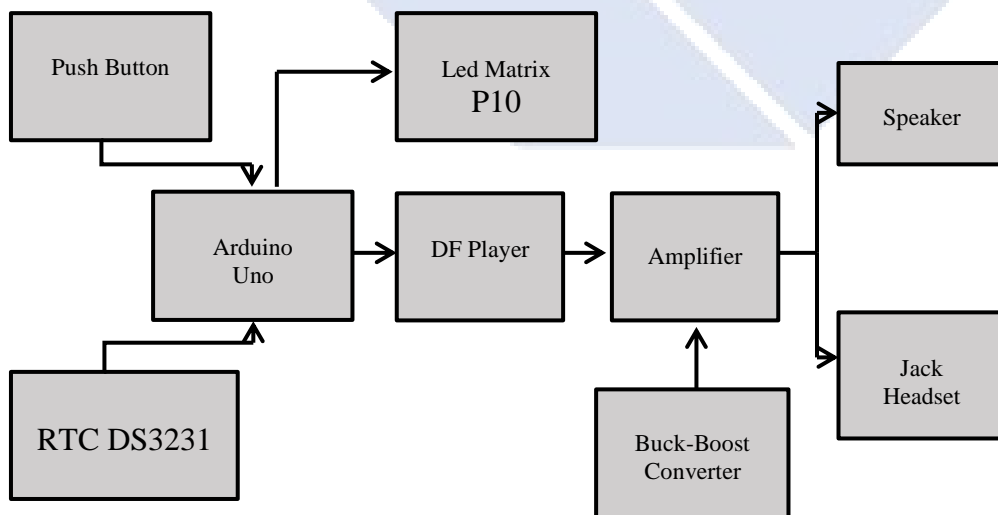 Push Button
Led Matrix
P10
Speaker
Arduino
Uno
DF Player
Amplifier
RTC DS3231
Buck-Boost
Converter
Jack
Headset